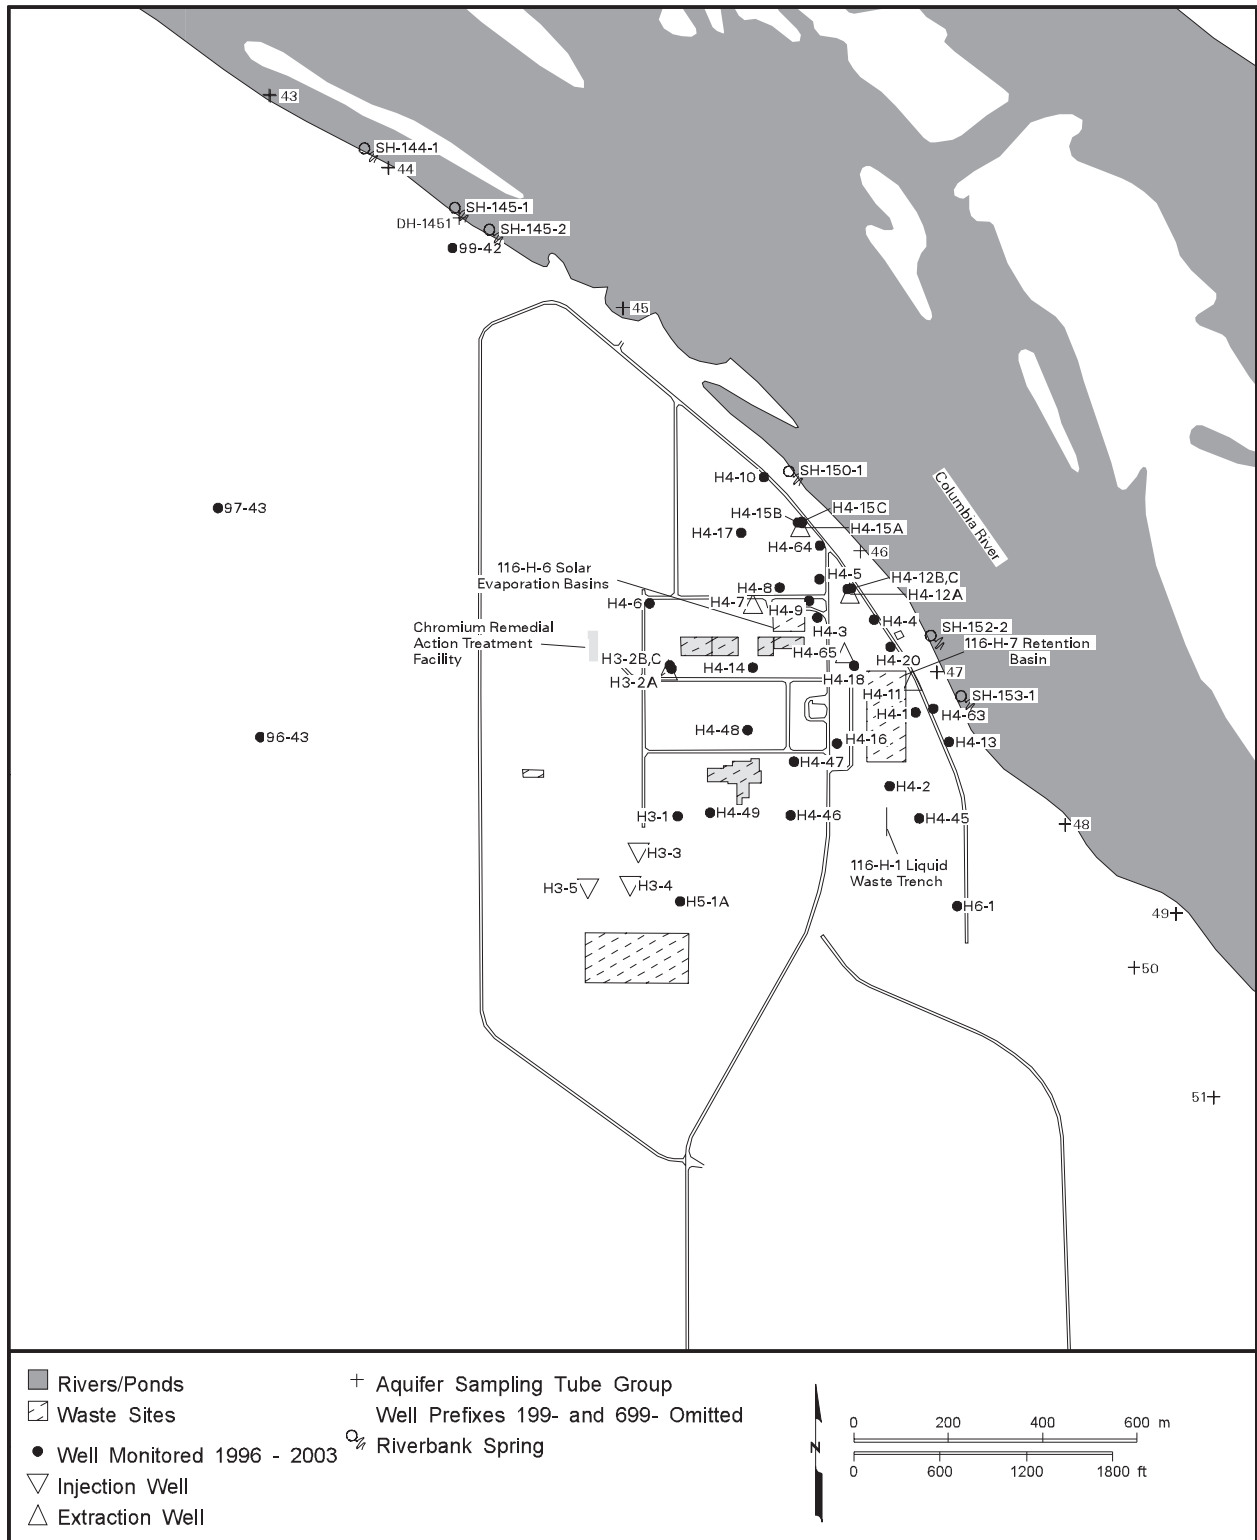 43
SH-144-1
44
SH-145-1
DH-1451
SH-145-2
99-42
45
SH-150-1
H4-10
Columbia River
97-43
H4-15B
H4-15C
H4-17
H4-15A
H4-64
46
116-H-6 Solar
Evaporation Basins
H4-5
H4-12B,C
H4-8
H4-12A
H4-6
H4-7
H4-9
H4-4
H4-3
SH-152-2
Chromium Remedial
Action Treatment
Facility
116-H-7 Retention
Basin
H4-65
H4-20
H3-2B,C
H4-14
47
H3-2A
H4-18
H4-11
SH-153-1
H4-1
H4-63
H4-48
96-43
H4-16
H4-13
H4-47
H4-2
H3-1
H4-49
H4-46
H4-45
48
H3-3
116-H-1 Liquid
Waste Trench
H3-5
H3-4
H5-1A
H6-1
49
50
51
Rivers/Ponds
Waste Sites
Well Monitored 1996 - 2003
Injection Well
Extraction Well
Aquifer Sampling Tube Group
Well Prefixes 199- and 699- Omitted
Riverbank Spring
N
0 200 400 600 m
0 600 1200 1800 ft